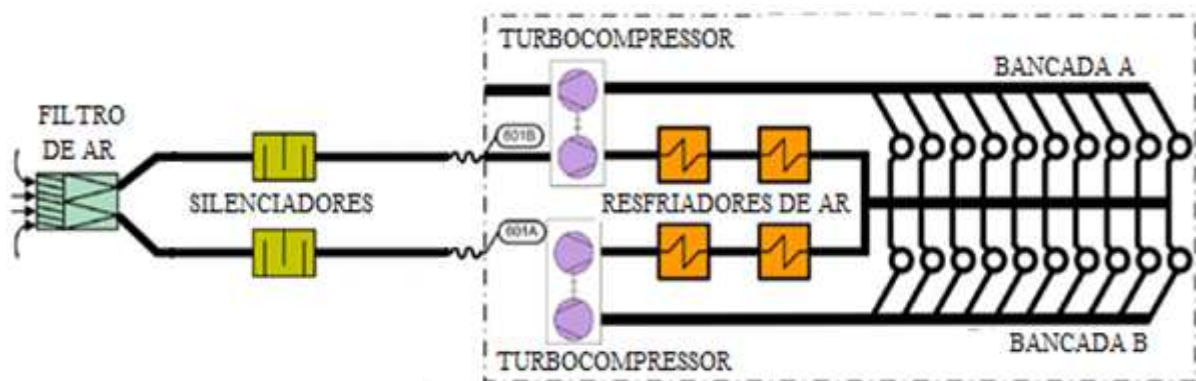 TURBOCOMPRESSOR
BANCADA A
FILTRO
DE AR
601B
SILENCIADORES
RESFRIADORES DE AR
601A
BANCADA B
TURBOCOMPRESSOR